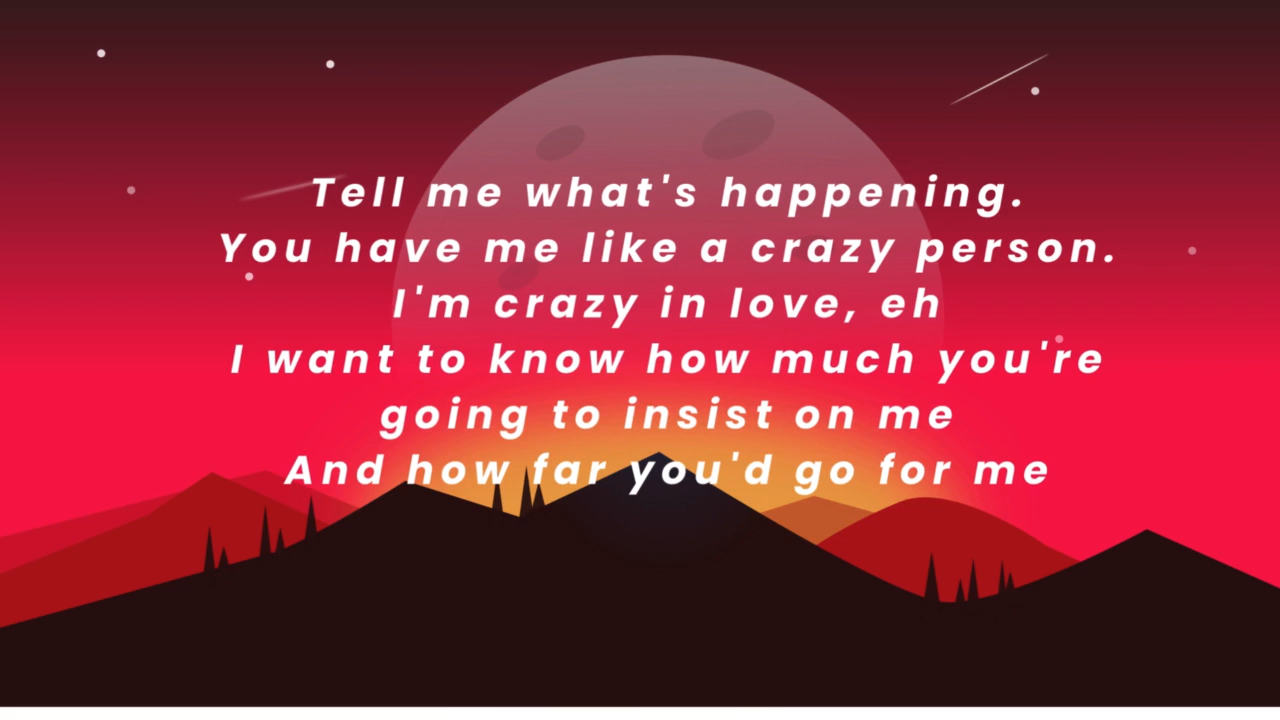 Tell me what's happening.
You have me like a crazy person.
I'm crazy in love, eh
I want to know how much you're
going to insist on me
And how far you'd go for me